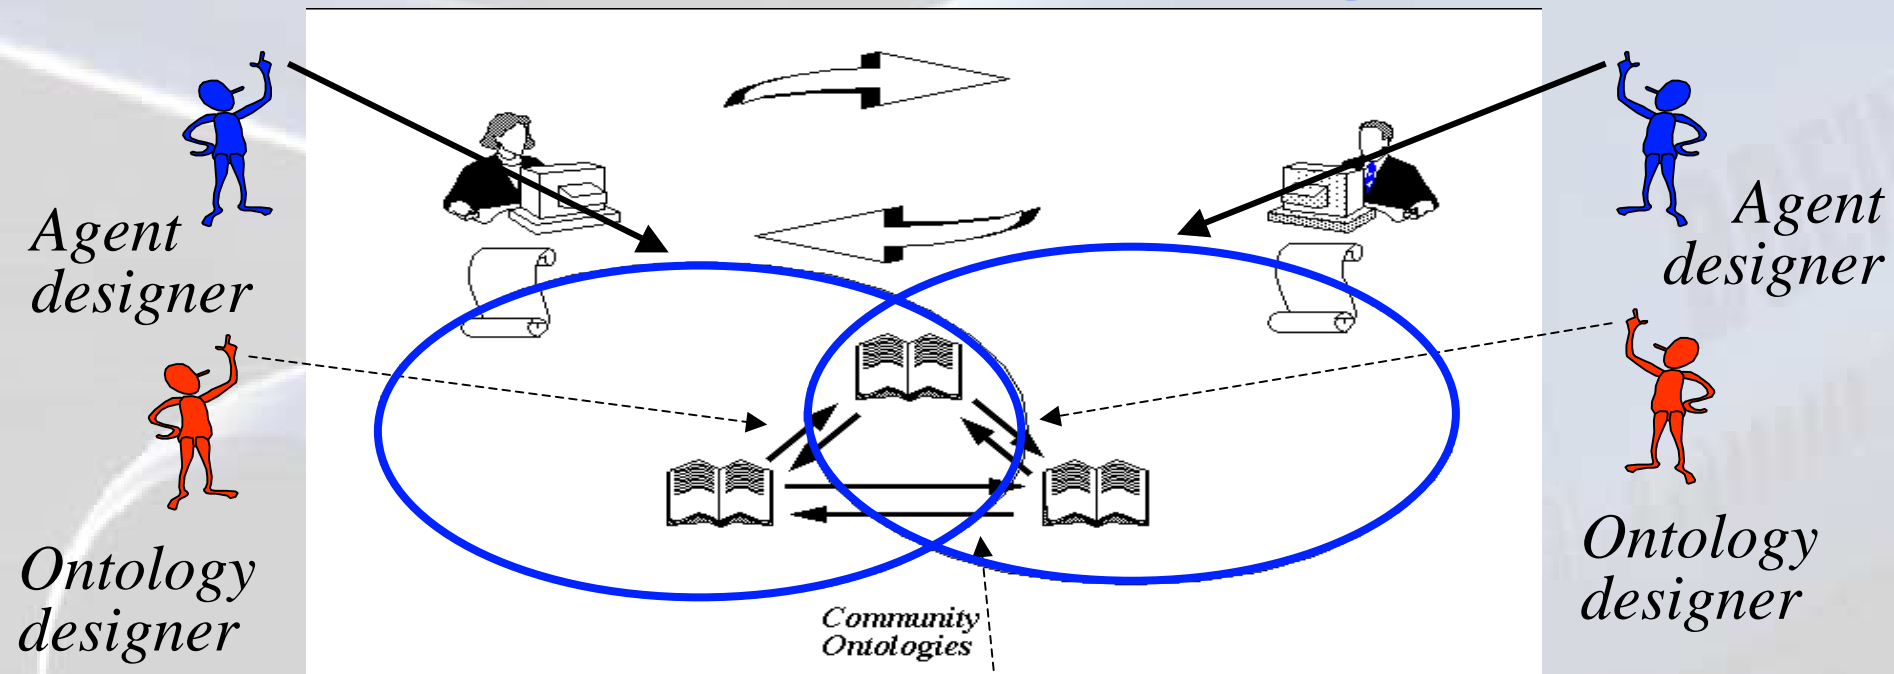 Agent
designer
Agent
designer
Ontology
designer
Ontology
designer
Community
Ontologies